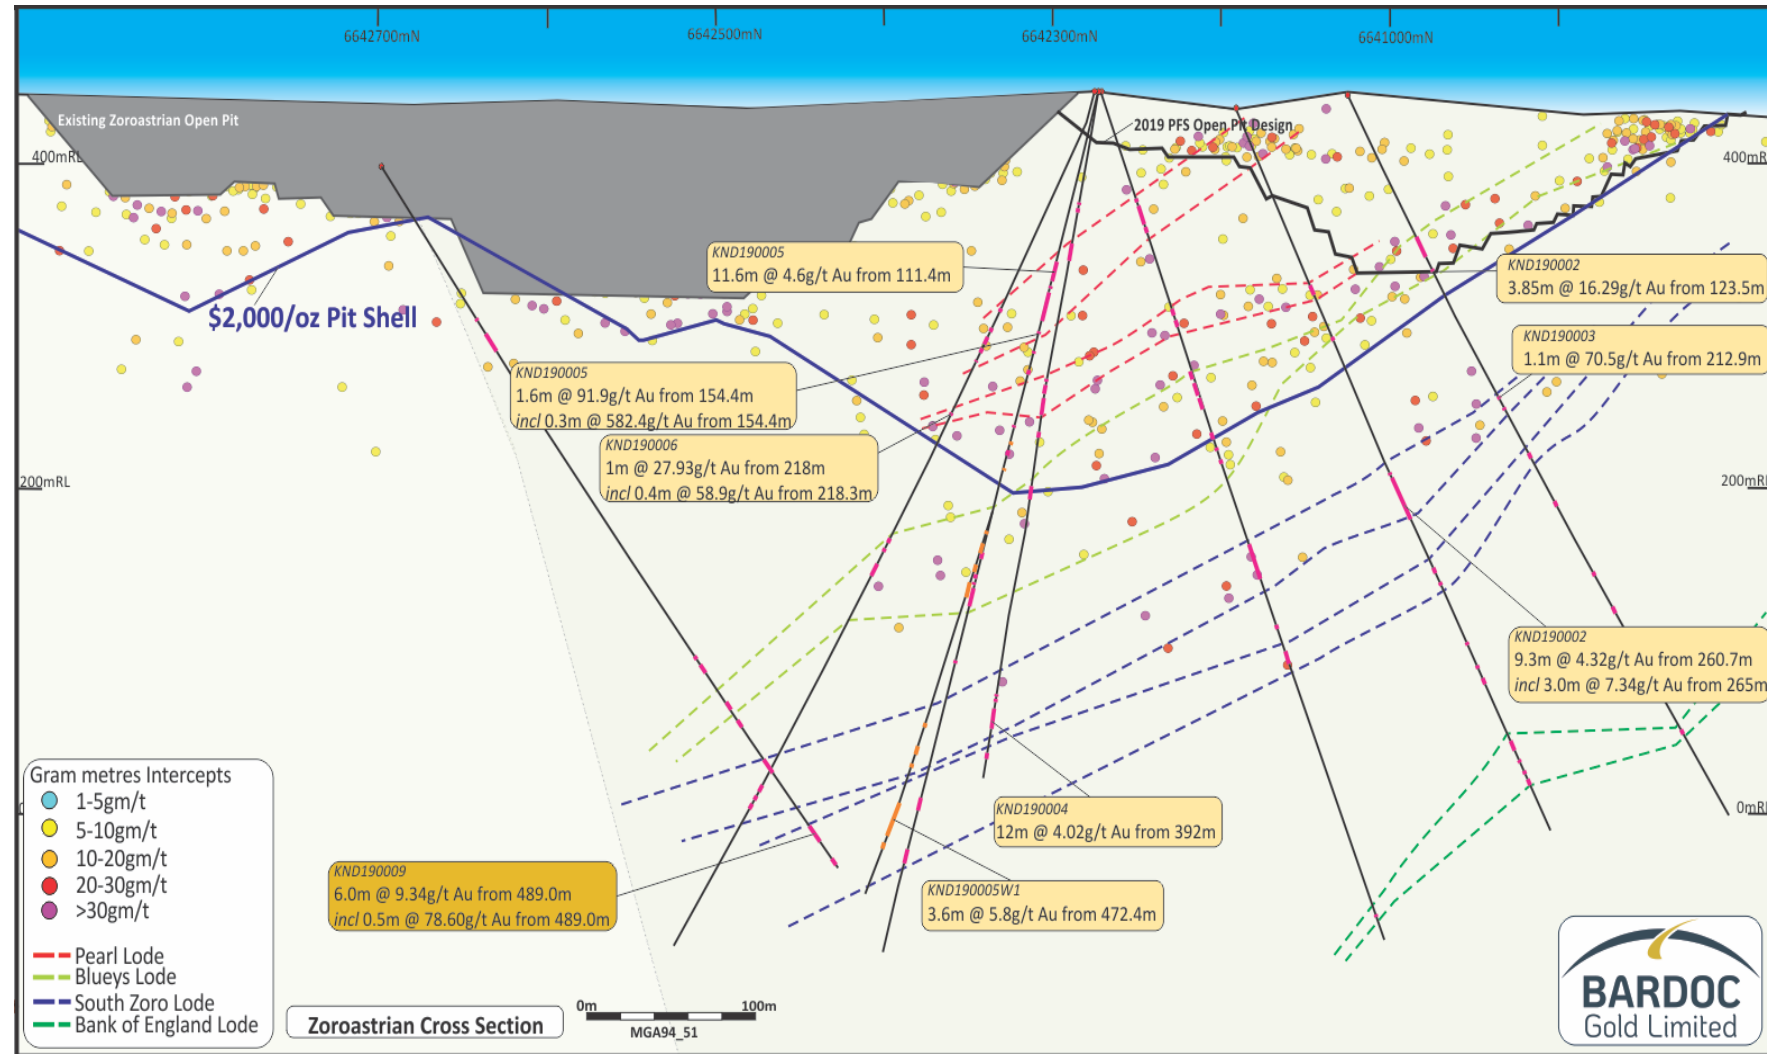 6642700mN
6642500mN
6642300mN
6641000mN
Existing Zoroastrian Open Pit
2019 PFS Open Pit Design
400mRL
400mRL
KND190005
11.6m @ 4.6g/t Au from 111.4m
KND190002
3.85m @ 16.29g/t Au from 123.5m
$2,000/oz Pit Shell
KND190003
1.1m @ 70.5g/t Au from 212.9m
KND190005
1.6m @ 91.9g/t Au from 154.4m
incl 0.3m @ 582.4g/t Au from 154.4m
KND190006
1m @ 27.93g/t Au from 218m
incl 0.4m @ 58.9g/t Au from 218.3m
200mRL
200mRL
KND190002
9.3m @ 4.32g/t Au from 260.7m
incl 3.0m @ 7.34g/t Au from 265m
Gram metres Intercepts
1-5gm/t
5-10gm/t
10-20gm/t
20-30gm/t
>30gm/t
Pearl Lode
Blueys Lode
South Zoro Lode
Bank of England Lode
0mRL
KND190004
12m @ 4.02g/t Au from 392m
KND190009
6.0m @ 9.34g/t Au from 489.0m
incl 0.5m @ 78.60g/t Au from 489.0m
KND190005W1
3.6m @ 5.8g/t Au from 472.4m
Zoroastrian Cross Section
0m 100m
MGA94_51
BARDOC
Gold Limited